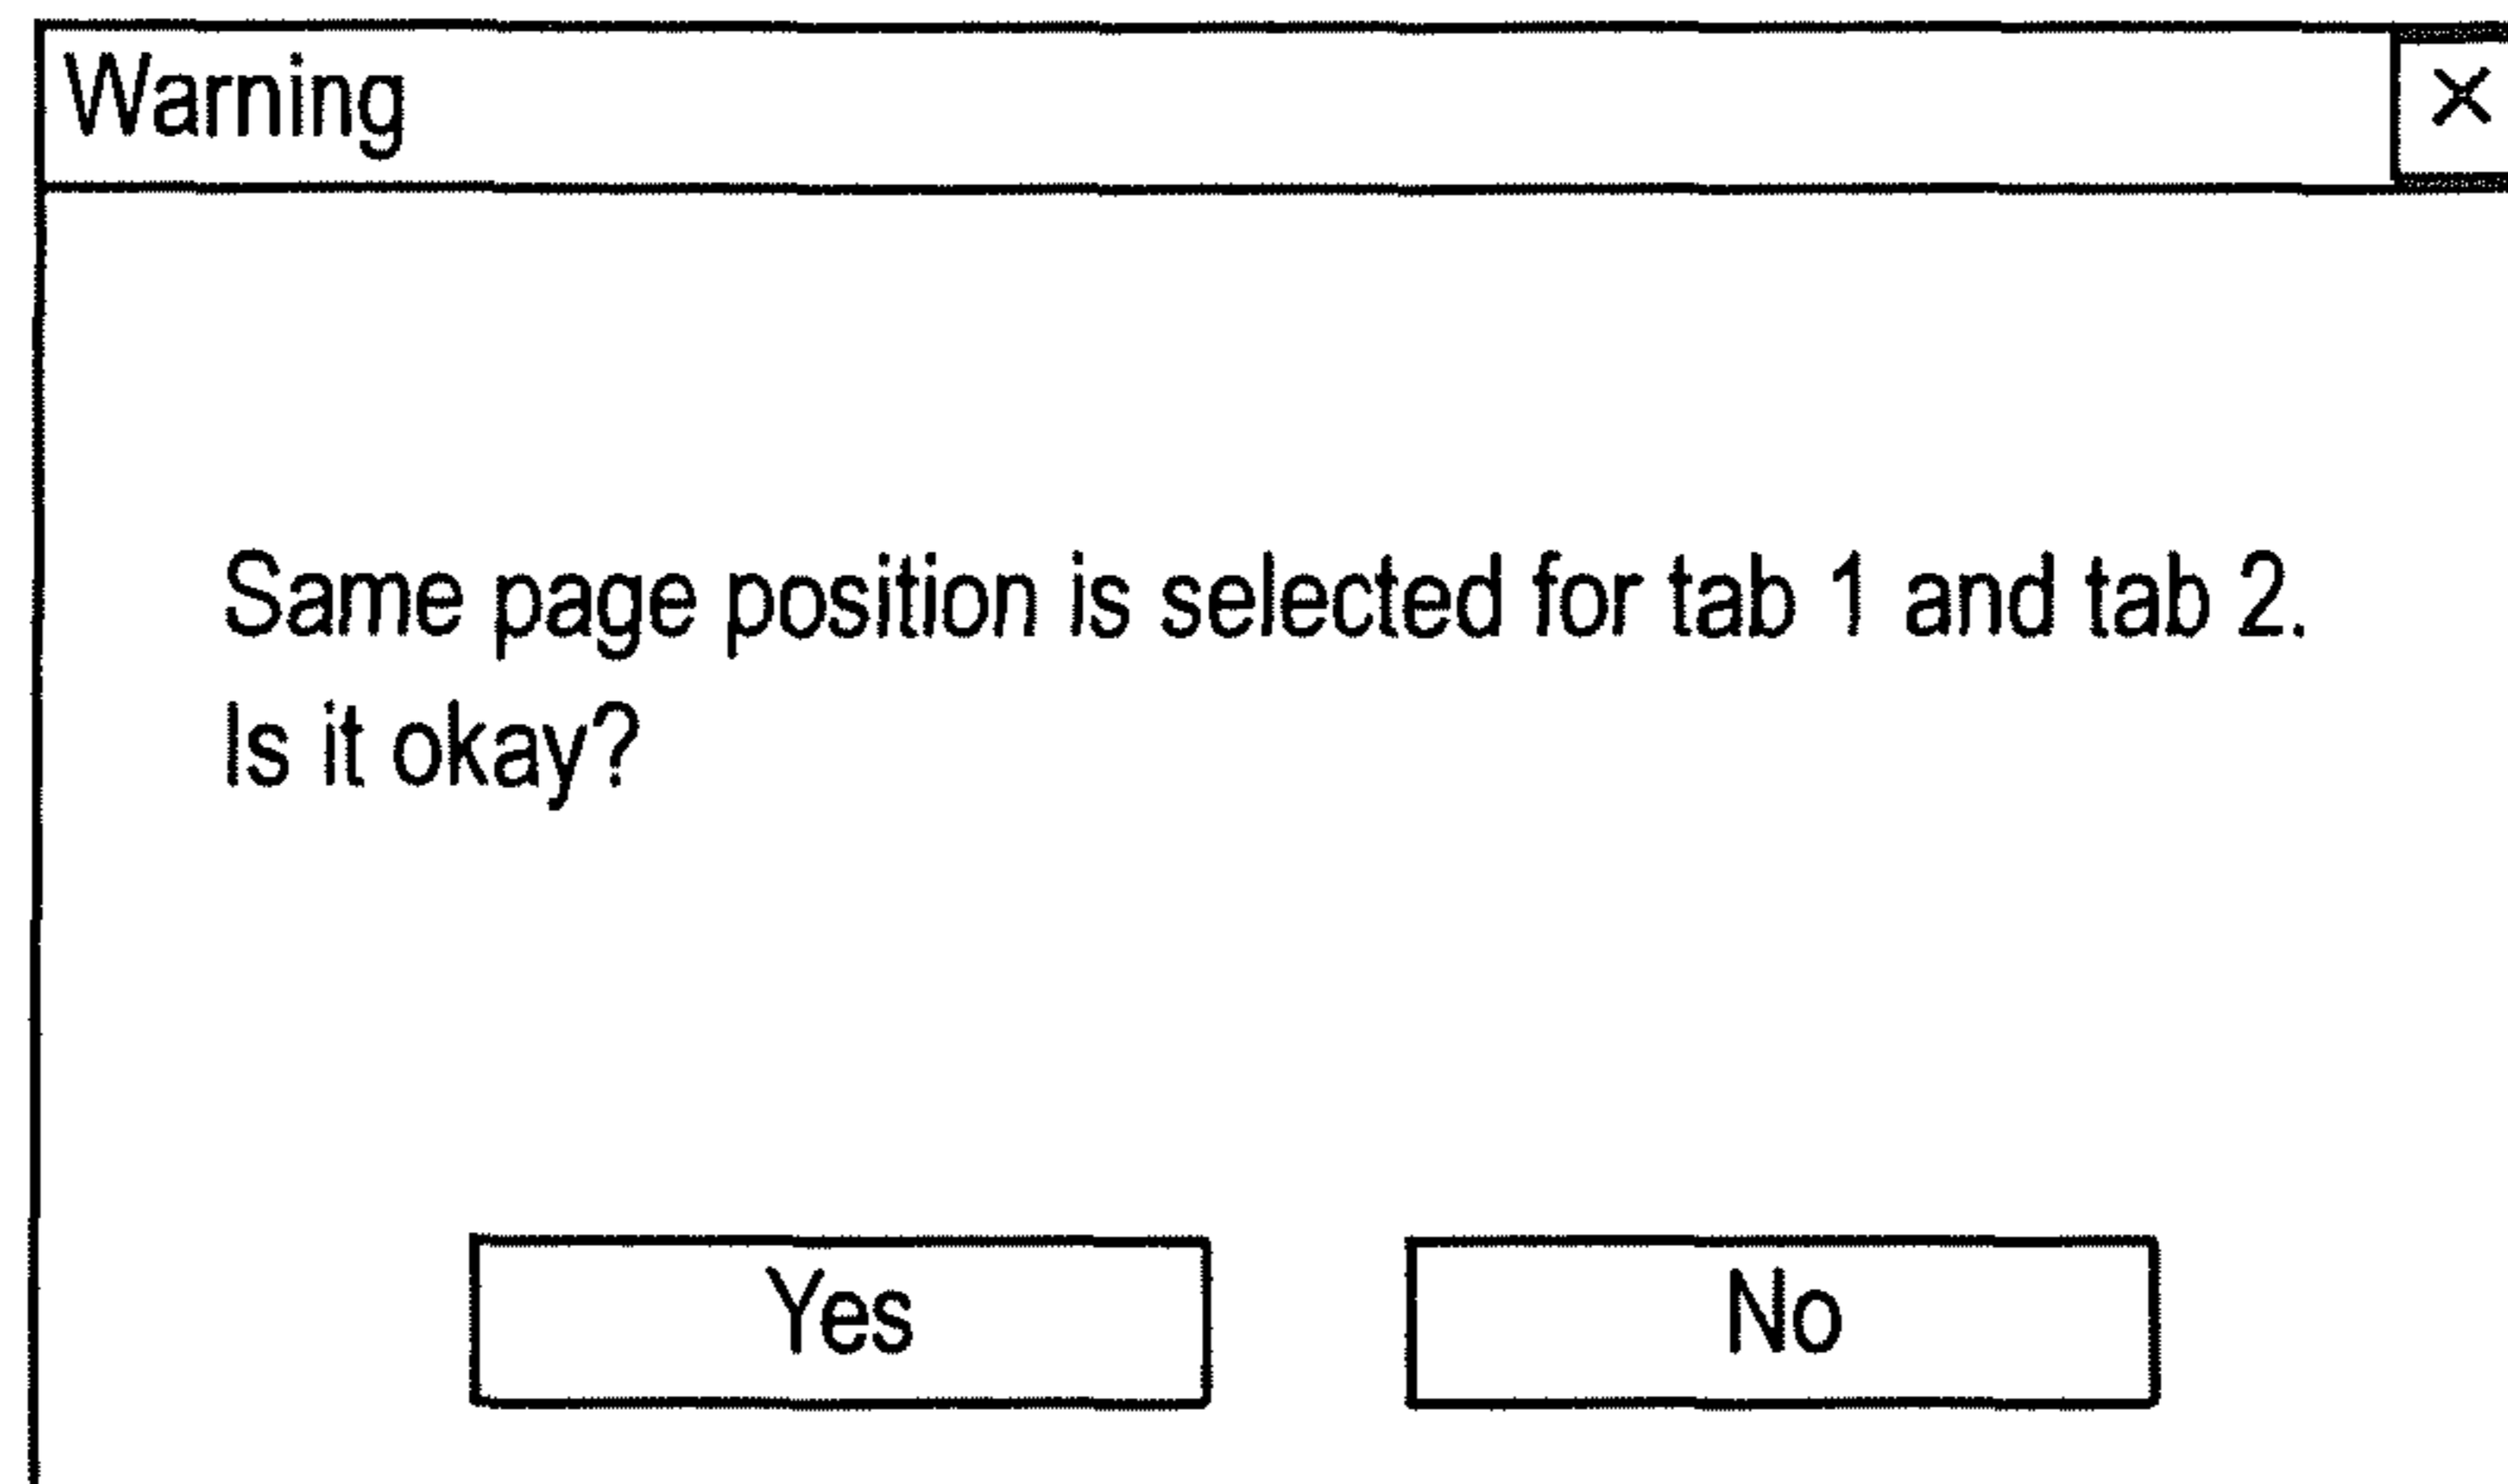 Warning
Same page position is selected for tab 1 and tab 2.
Is it okay?
Yes
No